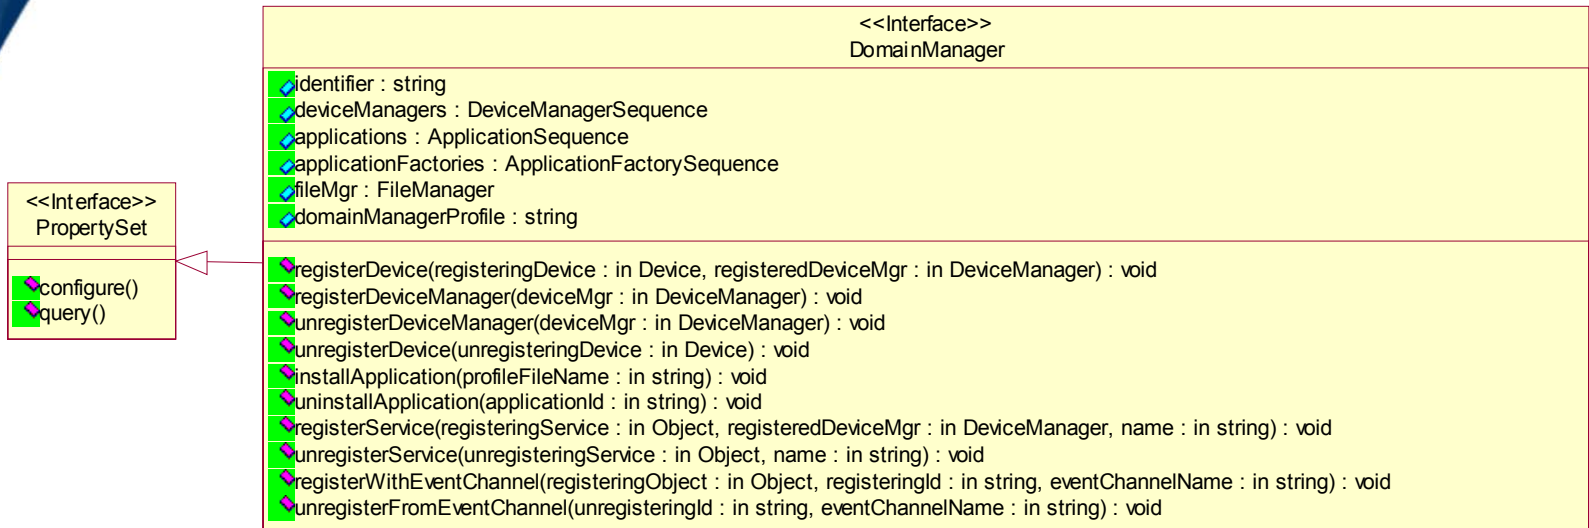 <<Interface>>
DomainManager
identifier : string
deviceManagers : DeviceManagerSequence
applications : ApplicationSequence
applicationFactories : ApplicationFactorySequence
fileMgr : FileManager
domainManagerProfile : string
<<Interface>>
PropertySet
configure()
query()
registerDevice(registeringDevice : in Device, registeredDeviceMgr : in DeviceManager) : void
registerDeviceManager(deviceMgr : in DeviceManager) : void
unregisterDeviceManager(deviceMgr : in DeviceManager) : void
unregisterDevice(unregisteringDevice : in Device) : void
installApplication(profileFileName : in string) : void
uninstallApplication(applicationId : in string) : void
registerService(registeringService : in Object, registeredDeviceMgr : in DeviceManager, name : in string) : void
unregisterService(unregisteringService : in Object, name : in string) : void
registerWithEventChannel(registeringObject : in Object, registeringId : in string, eventChannelName : in string) : void
unregisterFromEventChannel(unregisteringId : in string, eventChannelName : in string) : void